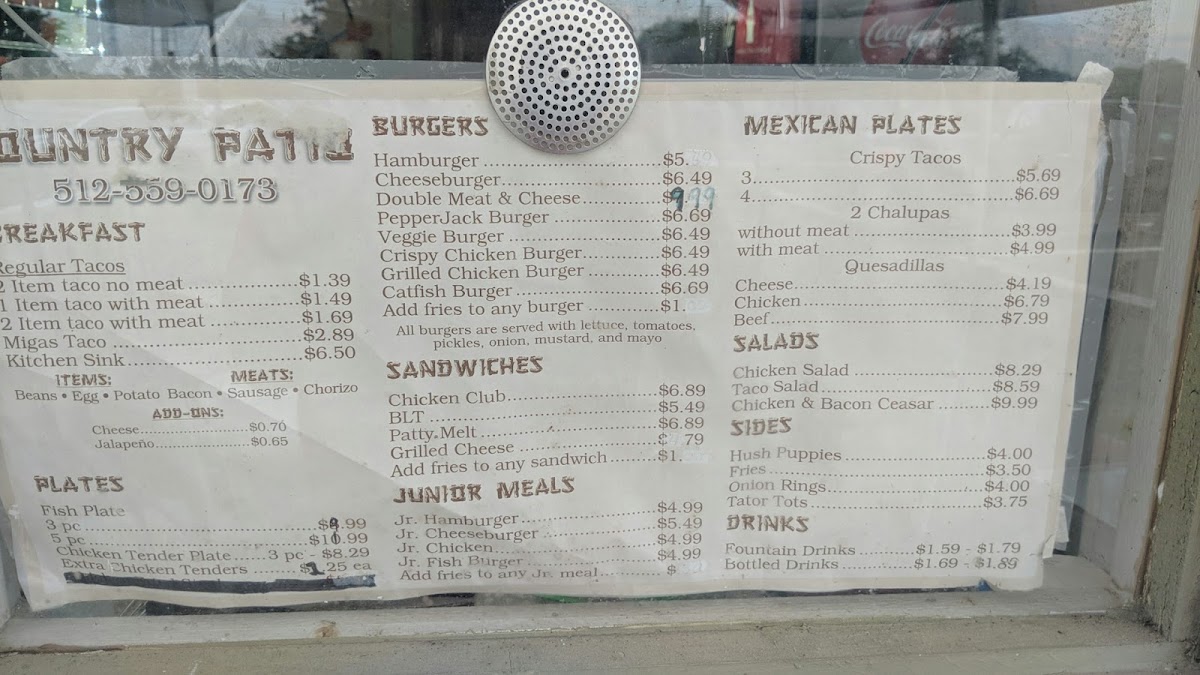 Coca-Cola
OUNTRY PATIO
512-559-0173
BREAKFAST
Regular Tacos
2 Item taco no meat ....................$1.39
1 Item taco with meat ..................$1.49
2 Item taco with meat ..................$1.69
Migas Taco ....................$2.89
Kitchen Sink....................$6.50
ITEMS: MEATS:
Beans • Egg • Potato Bacon • Sausage • Chorizo
ADD-ONS:
Cheese....................$0.70
Jalapeño....................$0.65
PLATES
Fish Plate
3 pc....................$9.99
5 pc....................$10.99
Chicken Tender Plate......3 pc - $8.29
Extra Chicken Tenders ........$2.25 ea
BURGERS
Hamburger ....................$5.
Cheeseburger....................$6.49
Double Meat & Cheese..............$9.99
PepperJack Burger ..................$6.69
Veggie Burger ....................$6.49
Crispy Chicken Burger..............$6.49
Grilled Chicken Burger ............$6.49
Catfish Burger ....................$6.69
Add fries to any burger ............$1.
All burgers are served with lettuce, tomatoes,
pickles, onion, mustard, and mayo
SANDWICHES
Chicken Club....................$6.89
BLT ....................$5.49
Patty Melt....................$6.89
Grilled Cheese ....................$ .79
Add fries to any sandwich..........$1.
JUNIOR MEALS
Jr. Hamburger....................$4.99
Jr. Cheeseburger....................$5.49
Jr. Chicken....................$4.99
Jr. Fish Burger....................$4.99
Add fries to any Jr. meal............$
MEXICAN PLATES
Crispy Tacos
3....................$5.69
4....................$6.69
2 Chalupas
without meat ....................$3.99
with meat....................$4.99
Quesadillas
Cheese....................$4.19
Chicken....................$6.79
Beef....................$7.99
SALADS
Chicken Salad ....................$8.29
Taco Salad....................$8.59
Chicken & Bacon Ceasar ........$9.99
SIDES
Hush Puppies....................$4.00
Fries....................$3.50
Onion Rings....................$4.00
Tator Tots....................$3.75
DRINKS
Fountain Drinks ..........$1.59 - $1.79
Bottled Drinks ............$1.69 - $1.89